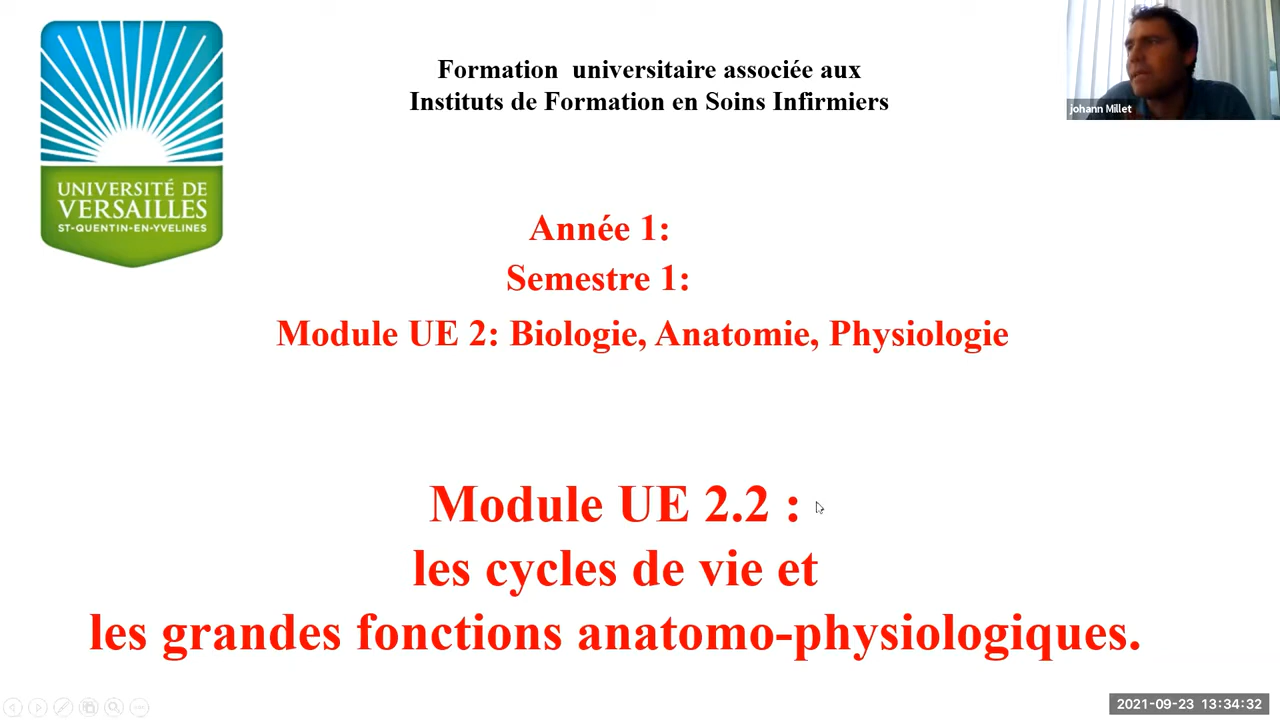 Formation universitaire associée aux
Instituts de Formation en Soins Infirmiers
johann Millet
UNIVERSITÉ DE
VERSAILLES
ST-QUENTIN-EN-YVELINES
Année 1:
Semestre 1:
Module UE 2: Biologie, Anatomie, Physiologie
Module UE 2.2 :
les cycles de vie et
les grandes fonctions anatomo-physiologiques.
2021-09-23 13:34:32